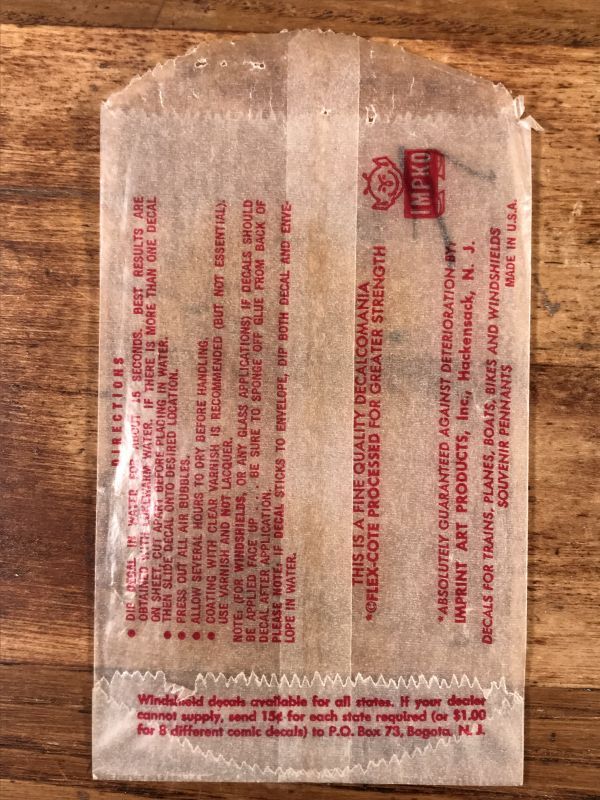 DIRECTIONS
● DIP DECAL IN WATER FOR ABOUT 15 SECONDS. BEST RESULTS ARE
OBTAINED WITH LUKEWARM WATER. IF THERE IS MORE THAN ONE DECAL
ON SHEET, CUT APART BEFORE PLACING IN WATER.
● THEN SLIDE DECAL ONTO DESIRED LOCATION.
● PRESS OUT ALL AIR BUBBLES.
● ALLOW SEVERAL HOURS TO DRY BEFORE HANDLING.
● COATING WITH CLEAR VARNISH IS RECOMMENDED (BUT NOT ESSENTIAL).
USE VARNISH AND NOT LACQUER.
NOTE: (FOR WINDSHIELDS, OR ANY GLASS APPLICATIONS) IF DECALS SHOULD
BE APPLIED FACE UP . . . BE SURE TO SPONGE OFF GLUE FROM BACK OF
DECAL AFTER APPLICATION.
PLEASE NOTE: IF DECAL STICKS TO ENVELOPE, DIP BOTH DECAL AND ENVE-
LOPE IN WATER.
THIS IS A FINE QUALITY DECALCOMANIA
*©FLEX-COTE PROCESSED FOR GREATER STRENGTH
IMPKO
*ABSOLUTELY GUARANTEED AGAINST DETERIORATION BY:
IMPRINT ART PRODUCTS, Inc., Hackensack, N. J.
DECALS FOR TRAINS, PLANES, BOATS, BIKES AND WINDSHIELDS
SOUVENIR PENNANTS
MADE IN U.S.A.
Windshield decals available for all states. If your dealer
cannot supply, send 15¢ for each state required (or $1.00
for 8 different comic decals) to P.O. Box 73, Bogota, N. J.